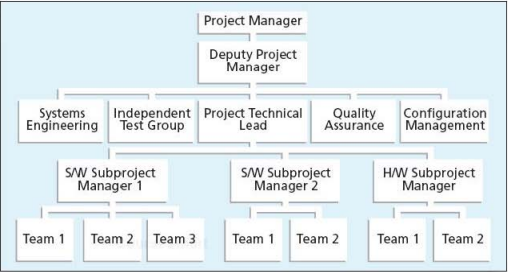 Project Manager
Deputy Project
Manager
Systems
Engineering
Independent
Test Group
Project Technical
Lead
Quality
Assurance
Configuration
Management
S/W Subproject
Manager 1
S/W Subproject
Manager 2
H/W Subproject
Manager
Team 1
Team 2
Team 3
Team 1
Team 2
Team 1
Team 2